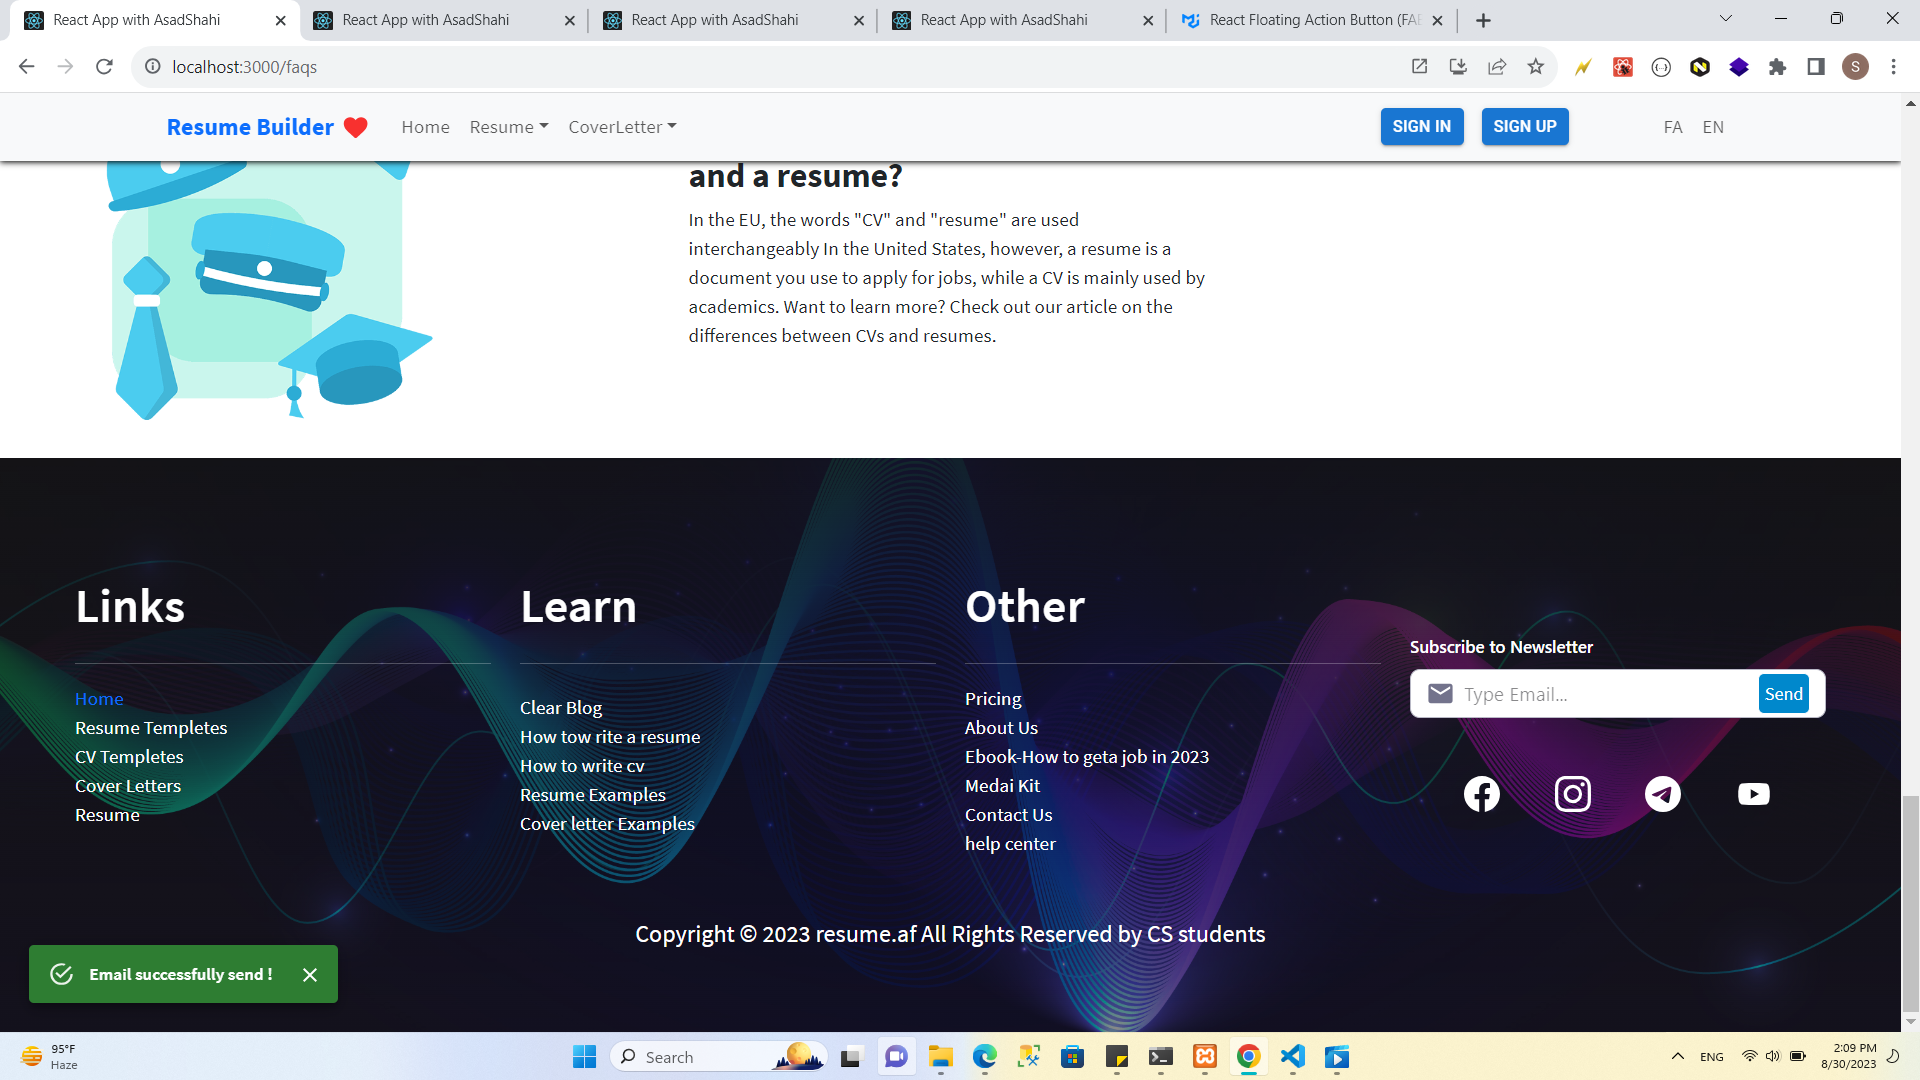 React App with AsadShahi
React App with AsadShahi
React App with AsadShahi
React App with AsadShahi
React Floating Action Button (FAB
localhost:3000/faqs
S
Resume Builder
Home
Resume
CoverLetter
SIGN IN
SIGN UP
FA
EN
and a resume?
In the EU, the words "CV" and "resume" are used
interchangeably In the United States, however, a resume is a
document you use to apply for jobs, while a CV is mainly used by
academics. Want to learn more? Check out our article on the
differences between CVs and resumes.
Links
Home
Resume Templetes
CV Templetes
Cover Letters
Resume
Learn
Clear Blog
How tow rite a resume
How to write cv
Resume Examples
Cover letter Examples
Other
Pricing
About Us
Ebook-How to geta job in 2023
Medai Kit
Contact Us
help center
Subscribe to Newsletter
Type Email...
Send
Copyright © 2023 resume.af All Rights Reserved by CS students
Email successfully send !
95°F
Haze
Search
ENG
2:09 PM
8/30/2023